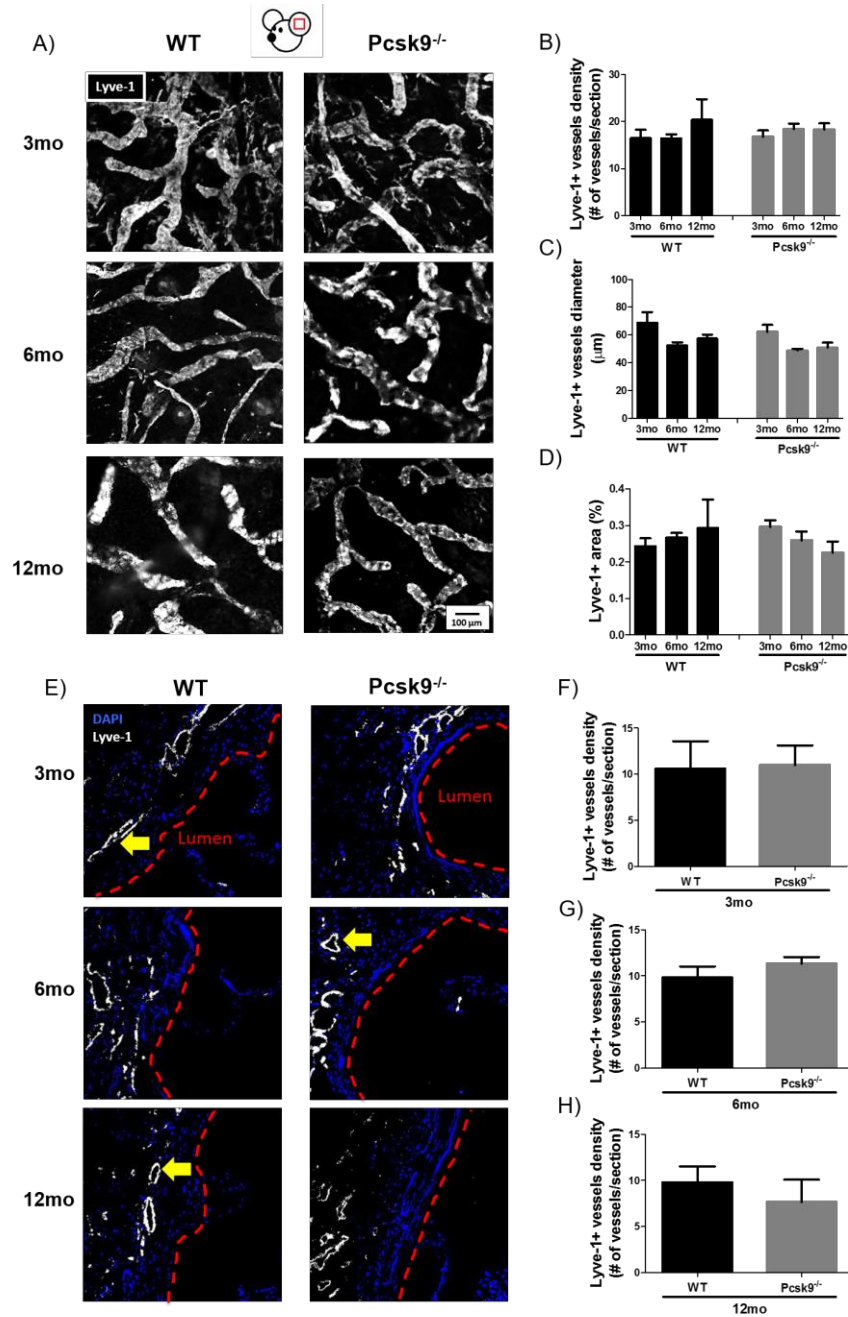 A)
WT
Pcsk9-/-
Lyve-1
3mo
6mo
12mo
100 µm
B)
Lyve-1+ vessels density
(# of vessels/section)
30
20
10
0
3mo 6mo 12mo 3mo 6mo 12mo
WT Pcsk9-/-
C)
Lyve-1+ vessels diameter
(µm)
100
80
60
40
20
0
3mo 6mo 12mo 3mo 6mo 12mo
WT Pcsk9-/-
D)
Lyve-1+ area (%)
0.4
0.3
0.2
0.1
0.0
3mo 6mo 12mo 3mo 6mo 12mo
WT Pcsk9-/-
E)
WT
Pcsk9-/-
DAPI
Lyve-1
3mo
Lumen
Lumen
6mo
12mo
F)
Lyve-1+ vessels density
(# of vessels/section)
15
10
5
0
WT Pcsk9-/-
3mo
G)
Lyve-1+ vessels density
(# of vessels/section)
15
10
5
0
WT Pcsk9-/-
6mo
H)
Lyve-1+ vessels density
(# of vessels/section)
15
10
5
0
WT Pcsk9-/-
12mo